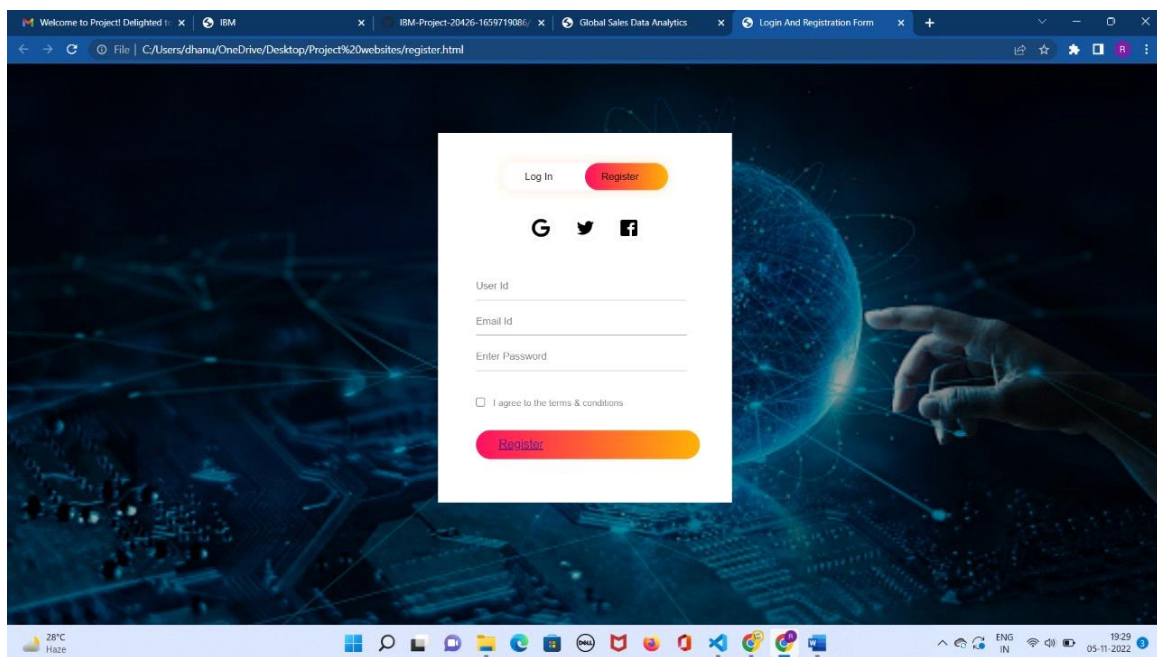 Welcome to Project! Delighted to
IBM
IBM-Project-20426-1659719086/
Global Sales Data Analytics
Login And Registration Form
File | C:/Users/dhanu/OneDrive/Desktop/Project%20websites/register.html
R
Log In
Register
User Id
Email Id
Enter Password
I agree to the terms & conditions
Register
28°C
Haze
DELL
ENG
IN
19:29
05-11-2022
3